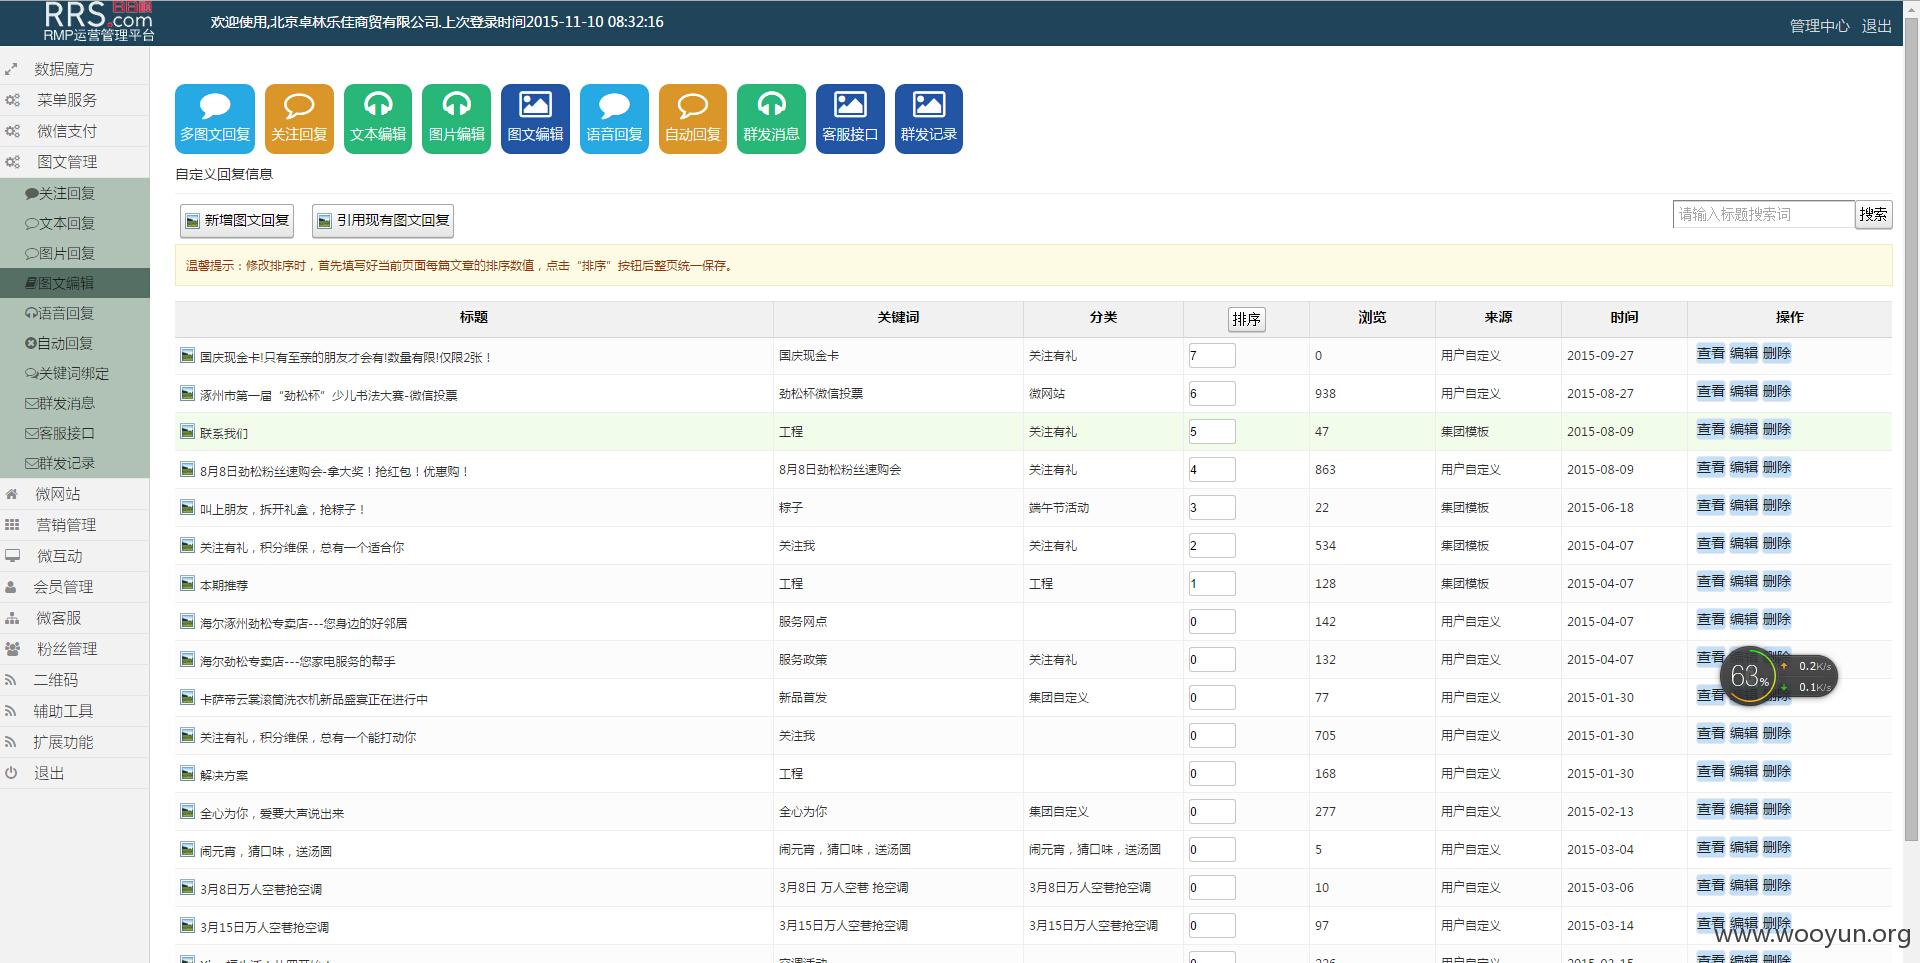 RRS.com 日日顺
RMP运营管理平台
欢迎使用,北京卓林乐佳商贸有限公司.上次登录时间2015-11-10 08:32:16
管理中心 退出
数据魔方
菜单服务
微信支付
图文管理
关注回复
文本回复
图片回复
图文编辑
语音回复
自动回复
关键词绑定
群发消息
客服接口
群发记录
微网站
营销管理
微互动
会员管理
微客服
粉丝管理
二维码
辅助工具
扩展功能
退出
多图文回复 关注回复 文本编辑 图片编辑 图文编辑 语音回复 自动回复 群发消息 客服接口 群发记录
自定义回复信息
新增图文回复 引用现有图文回复 请输入标题搜索词 搜索
温馨提示：修改排序时，首先填写好当前页面每篇文章的排序数值，点击“排序”按钮后整页统一保存。
标题 关键词 分类 排序 浏览 来源 时间 操作
国庆现金卡!只有至亲的朋友才会有!数量有限!仅限2张！ 国庆现金卡 关注有礼 7 0 用户自定义 2015-09-27 查看 编辑 删除
涿州市第一届“劲松杯”少儿书法大赛-微信投票 劲松杯微信投票 微网站 6 938 用户自定义 2015-08-27 查看 编辑 删除
联系我们 工程 关注有礼 5 47 集团模板 2015-08-09 查看 编辑 删除
8月8日劲松粉丝速购会-拿大奖！抢红包！优惠购！ 8月8日劲松粉丝速购会 关注有礼 4 863 用户自定义 2015-08-09 查看 编辑 删除
叫上朋友，拆开礼盒，抢粽子！ 粽子 端午节活动 3 22 集团模板 2015-06-18 查看 编辑 删除
关注有礼，积分维保，总有一个适合你 关注我 关注有礼 2 534 集团模板 2015-04-07 查看 编辑 删除
本期推荐 工程 工程 1 128 集团模板 2015-04-07 查看 编辑 删除
海尔涿州劲松专卖店---您身边的好邻居 服务网点 0 142 用户自定义 2015-04-07 查看 编辑 删除
海尔劲松专卖店---您家电服务的帮手 服务政策 关注有礼 0 132 用户自定义 2015-04-07 查看
卡萨帝云裳滚筒洗衣机新品盛宴正在进行中 新品首发 集团自定义 0 77 用户自定义 2015-01-30 查看
63% 0.2K/s
0.1K/s
关注有礼，积分维保，总有一个能打动你 关注我 0 705 用户自定义 2015-01-30 查看 编辑 删除
解决方案 工程 0 168 用户自定义 2015-01-30 查看 编辑 删除
全心为你，爱要大声说出来 全心为你 集团自定义 0 277 用户自定义 2015-02-13 查看 编辑 删除
闹元宵，猜口味，送汤圆 闹元宵，猜口味，送汤圆 闹元宵，猜口味，送汤圆 0 5 用户自定义 2015-03-04 查看 编辑 删除
3月8日万人空巷抢空调 3月8日 万人空巷 抢空调 3月8日万人空巷抢空调 0 10 用户自定义 2015-03-06 查看 编辑 删除
3月15日万人空巷抢空调 3月15日万人空巷抢空调 3月15日万人空巷抢空调 0 97 用户自定义 2015-03-14 查看 编辑 删除
www.wooyun.org